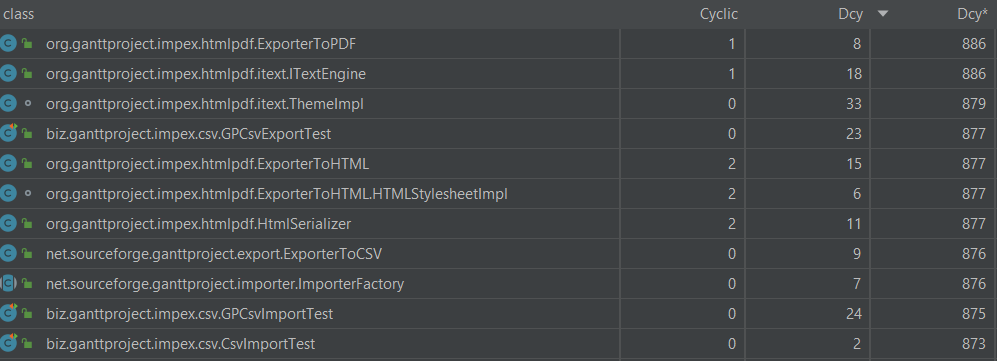 class Cyclic Dcy Dcy*
org.ganttproject.impex.htmlpdf.ExporterToPDF 1 8 886
org.ganttproject.impex.htmlpdf.itext.ITextEngine 1 18 886
org.ganttproject.impex.htmlpdf.itext.ThemeImpl 0 33 879
biz.ganttproject.impex.csv.GPCsvExportTest 0 23 877
org.ganttproject.impex.htmlpdf.ExporterToHTML 2 15 877
org.ganttproject.impex.htmlpdf.ExporterToHTML.HTMLStylesheetImpl 2 6 877
org.ganttproject.impex.htmlpdf.HtmlSerializer 2 11 877
net.sourceforge.ganttproject.export.ExporterToCSV 0 9 876
net.sourceforge.ganttproject.importer.ImporterFactory 0 7 876
biz.ganttproject.impex.csv.GPCsvImportTest 0 24 875
biz.ganttproject.impex.csv.CsvImportTest 0 2 873